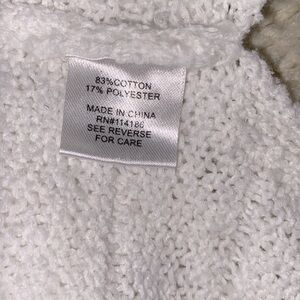 83%COTTON
17% POLYESTER
MADE IN CHINA
RN#114186
SEE REVERSE
FOR CARE